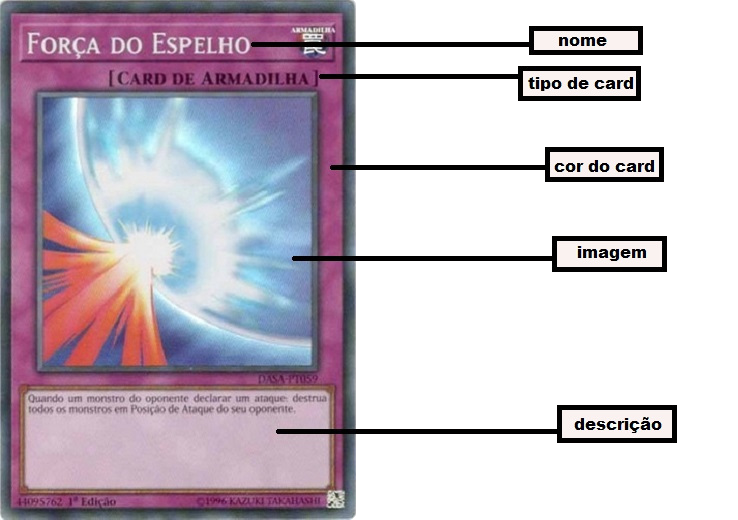 ARMADILHA
FORÇA DO ESPELHO
罠
nome
[CARD DE ARMADILHA]
tipo de card
cor do card
imagem
DASA-PT059
Quando um monstro do oponente declarar um ataque: destrua
todos os monstros em Posição de Ataque do seu oponente.
descrição
44095762 1ª Edição
©1996 KAZUKI TAKAHASHI